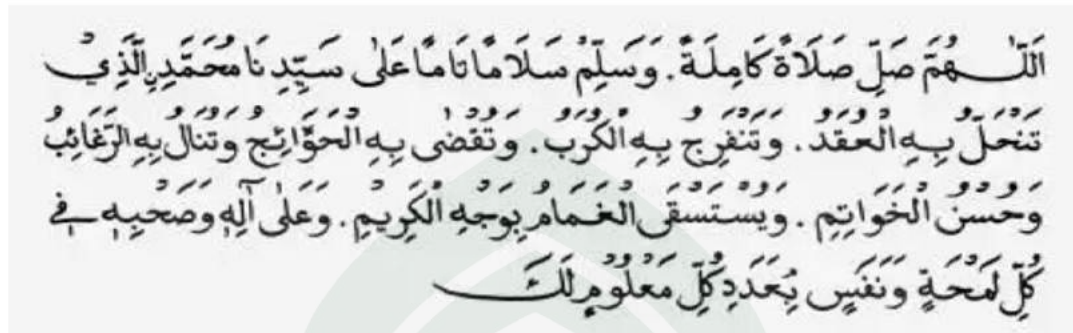 اَللّٰهُمَّ صَلِّ صَلَاةً كَامِلَةً. وَسَلِّمْ سَلَامًا تَامًا عَلٰى سَيِّدِنَا مُحَمَّدِنِ الَّذِيْ
تَنْحَلُّ بِهِ الْعُقَدُ. وَتَنْفَرِجُ بِهِ الْكُرَبُ. وَتُقْضٰى بِهِ الْحَوَّائِجُ وَتُنَالُ بِهِ الرَّغَائِبُ
وَحُسْنُ الْخَوَاتِمِ. وَيُسْتَسْقَى الْغَمَامُ بِوَجْهِ الْكَرِيْمِ. وَعَلٰى آلِهٖ وَصَحْبِهٖ فِيْ
كُلِّ لَمْحَةٍ وَنَفَسٍ بِعَدَدِ كُلِّ مَعْلُوْمٍ لَكَ